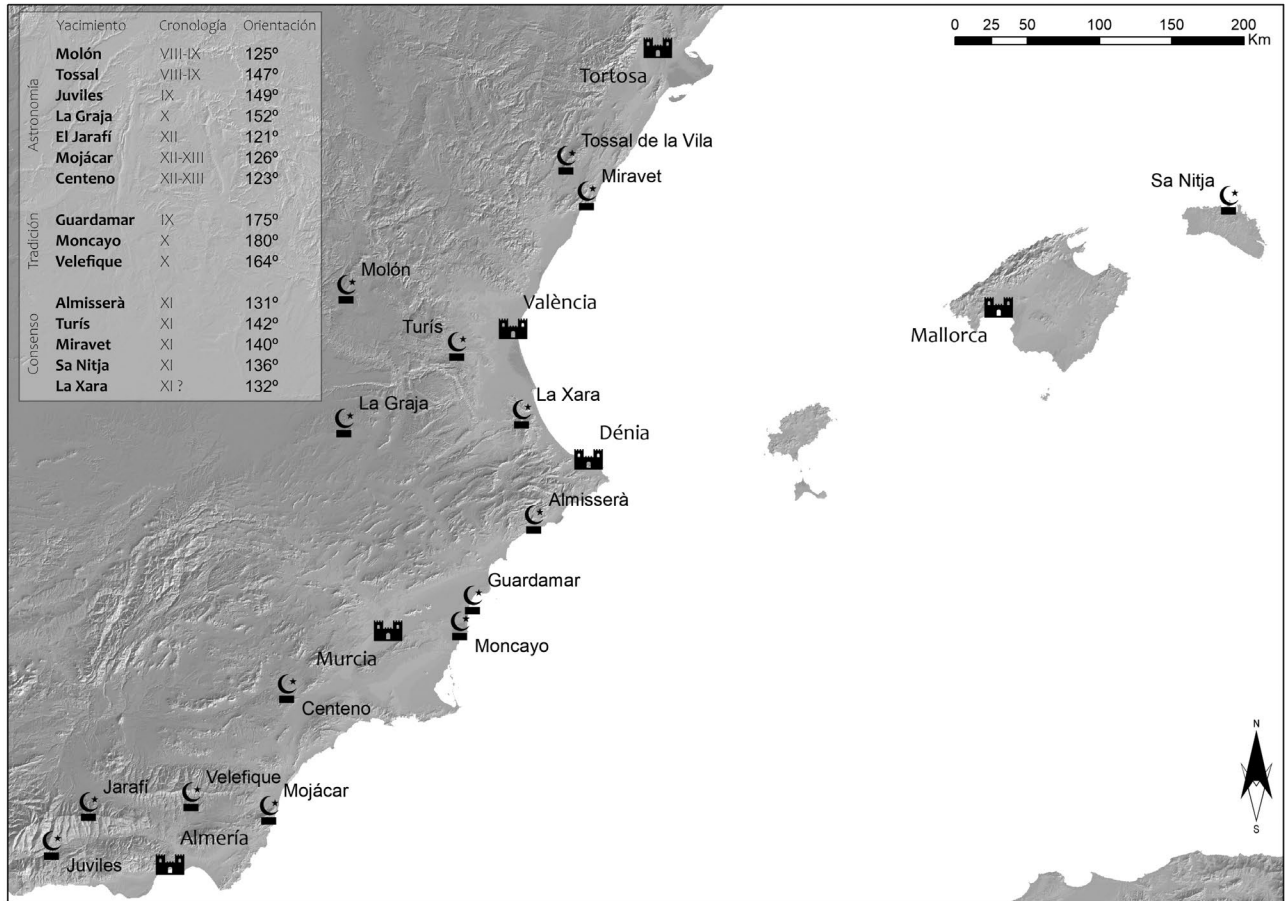 Yacimiento Cronología Orientación
Astronomía
Molón VIII-IX 125º
Tossal VIII-IX 147º
Juviles IX 149º
La Graja X 152º
El Jarafí XII 121º
Mojácar XII-XIII 126º
Centeno XII-XIII 123º
Tradición
Guardamar IX 175º
Moncayo X 180º
Velefique X 164º
Consenso
Almisserà XI 131º
Turís XI 142º
Miravet XI 140º
Sa Nitja XI 136º
La Xara XI ? 132º
0 25 50 100 150 200
Km
Tortosa
Tossal de la Vila
Miravet
Sa Nitja
Molón
València
Turís
Mallorca
La Xara
La Graja
Dénia
Almisserà
Guardamar
Moncayo
Murcia
Centeno
Jarafí
Velefique
Mojácar
Almería
Juviles
N
S